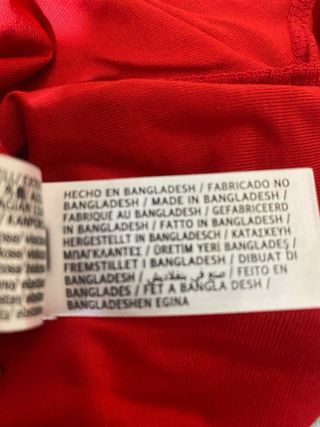 HECHO EN BANGLADESH / FABRICADO NO
BANGLADESH / MADE IN BANGLADESH /
FABRIQUE AU BANGLADESH / GEFABRICEERD
IN BANGLADESH / FATTO IN BANGLADESH /
HERGESTELLT IN BANGLADESCH / ΚΑΤΑΣΚΕΥΗ
ΜΠΑΓΚΛΑΝΤΕΣ / ÜRETIM YERI BANGLADEŞ /
FREMSTILLET I BANGLADESH / DIBUAT DI
BANGLADESH / صنع في بنغلاديش / FEITO EN
BANGLADES / FET A BANGLA DESH /
BANGLADESHEN EGINA